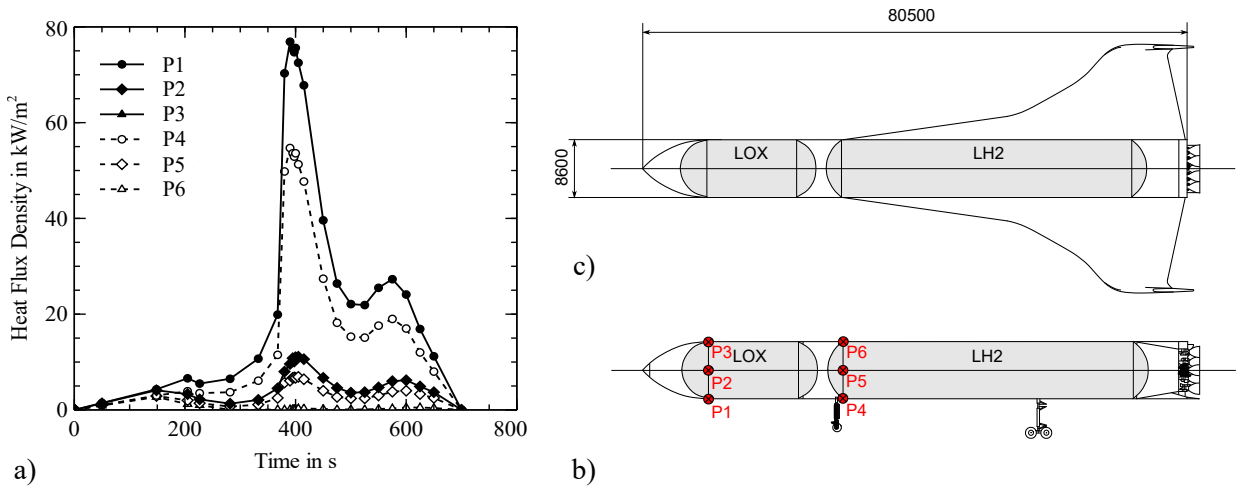 80
60
40
20
0
Heat Flux Density in kW/m²
P1
P2
P3
P4
P5
P6
0
200
400
600
800
Time in s
a)
80500
8600
LOX
LH2
c)
P3
LOX
P6
LH2
P2
P5
P1
P4
b)